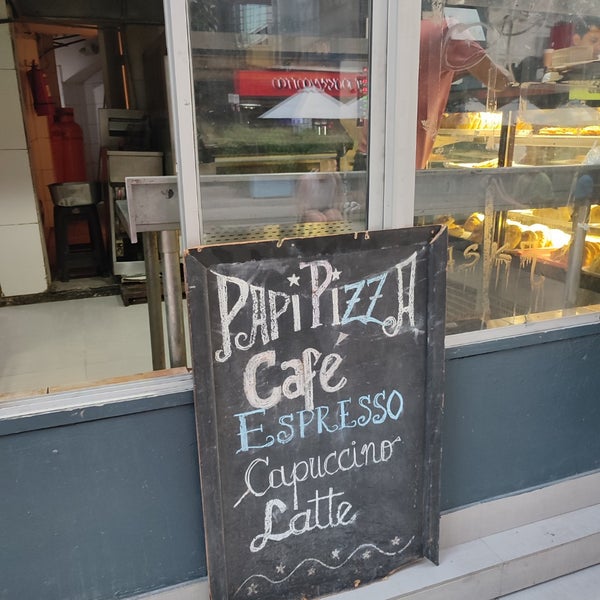 PAPi PiZZA
Café
ESPRESSO
Capuccino
Latte